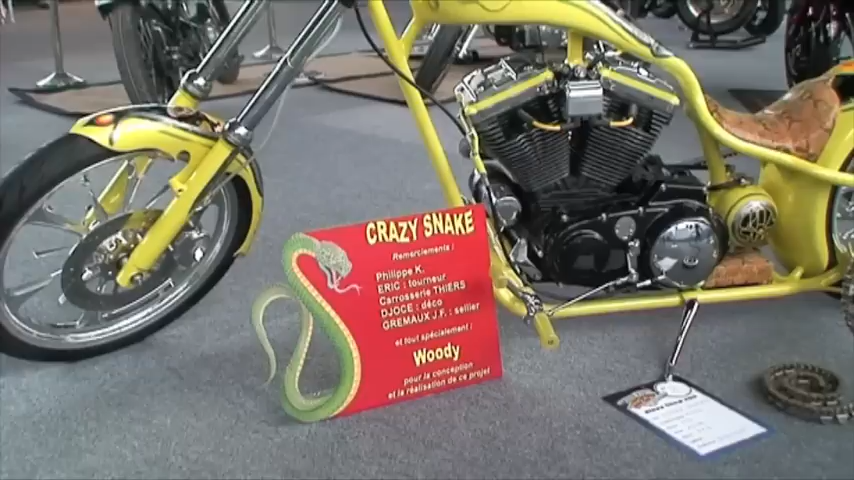 CRAZY SNAKE
Remerciements :
Philippe K.
ERIC : tourneur
Carrosserie THIERS
DJOCE : déco
GREMAUX J.F. : sellier
et tout spécialement :
Woody
pour la conception
et la réalisation de ce projet